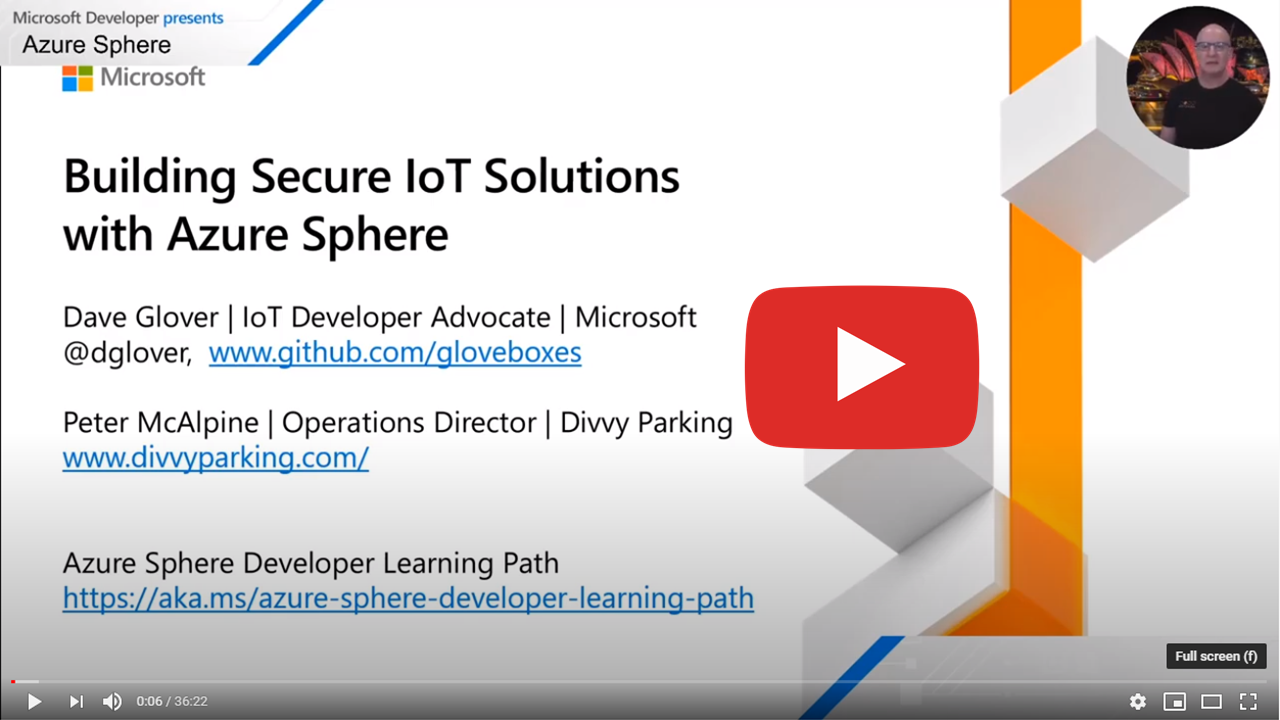 Microsoft Developer presents
Azure Sphere
Microsoft
Building Secure IoT Solutions
with Azure Sphere
Dave Glover | IoT Developer Advocate | Microsoft
@dglover, www.github.com/gloveboxes
Peter McAlpine | Operations Director | Divvy Parking
www.divvyparking.com/
Azure Sphere Developer Learning Path
https://aka.ms/azure-sphere-developer-learning-path
Full screen (f)
0:06 / 36:22